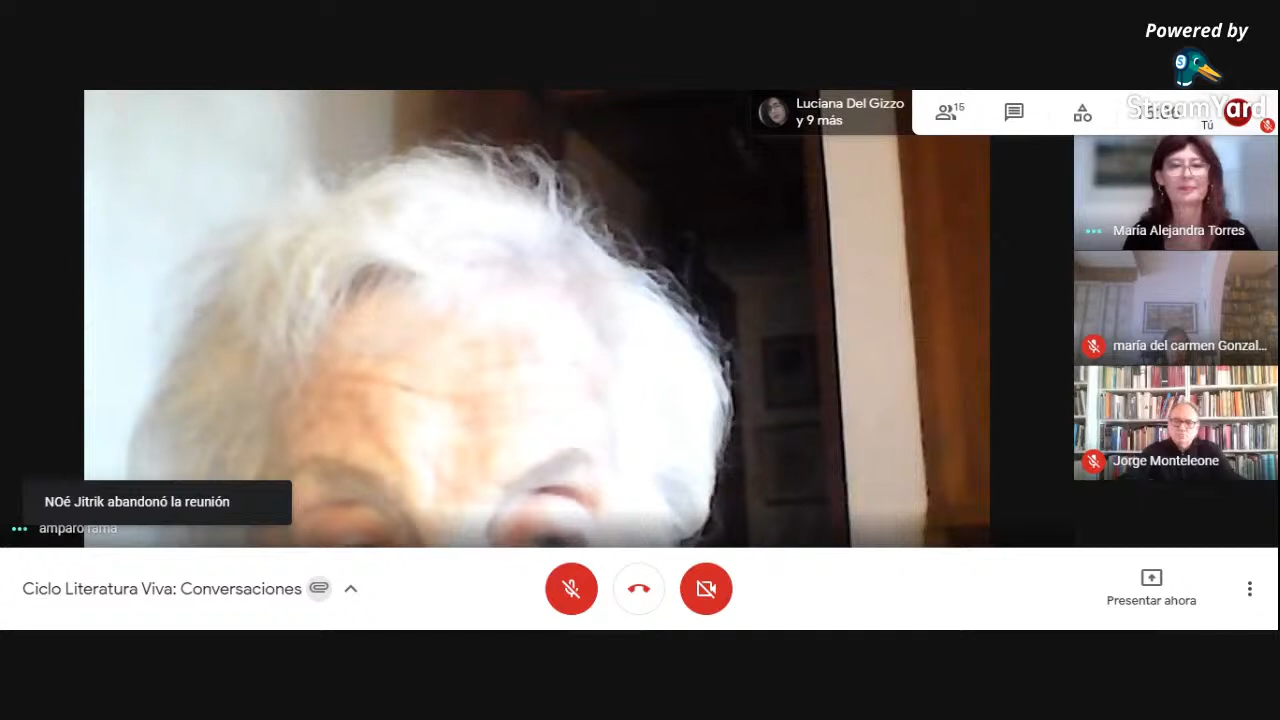 Powered by
S
StreamYard
Luciana Del Gizzo
y 9 más
15
Tú
María Alejandra Torres
maría del carmen Gonzal...
Jorge Monteleone
NOé Jitrik abandonó la reunión
amparo rama
Ciclo Literatura Viva: Conversaciones
Presentar ahora